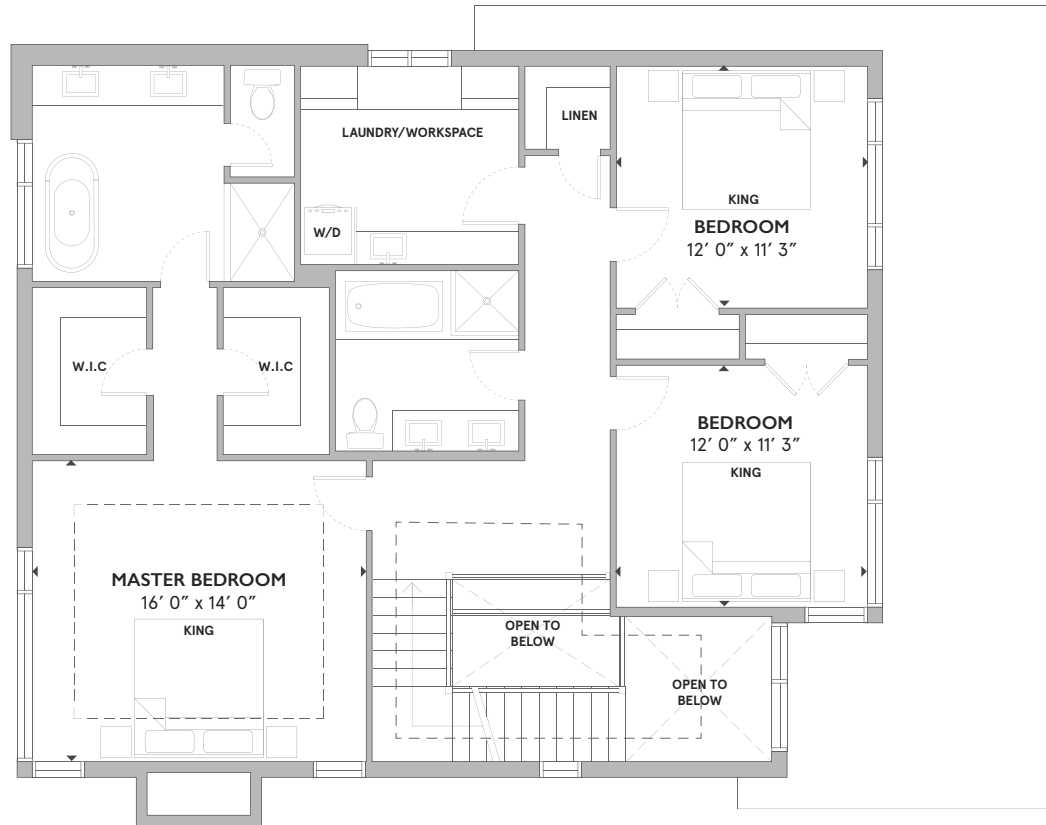 LAUNDRY/WORKSPACE
LINEN
W/D
KING
BEDROOM
12′ 0″ x 11′ 3″
W.I.C
W.I.C
BEDROOM
12′ 0″ x 11′ 3″
KING
MASTER BEDROOM
16′ 0″ x 14′ 0″
KING
OPEN TO
BELOW
OPEN TO
BELOW